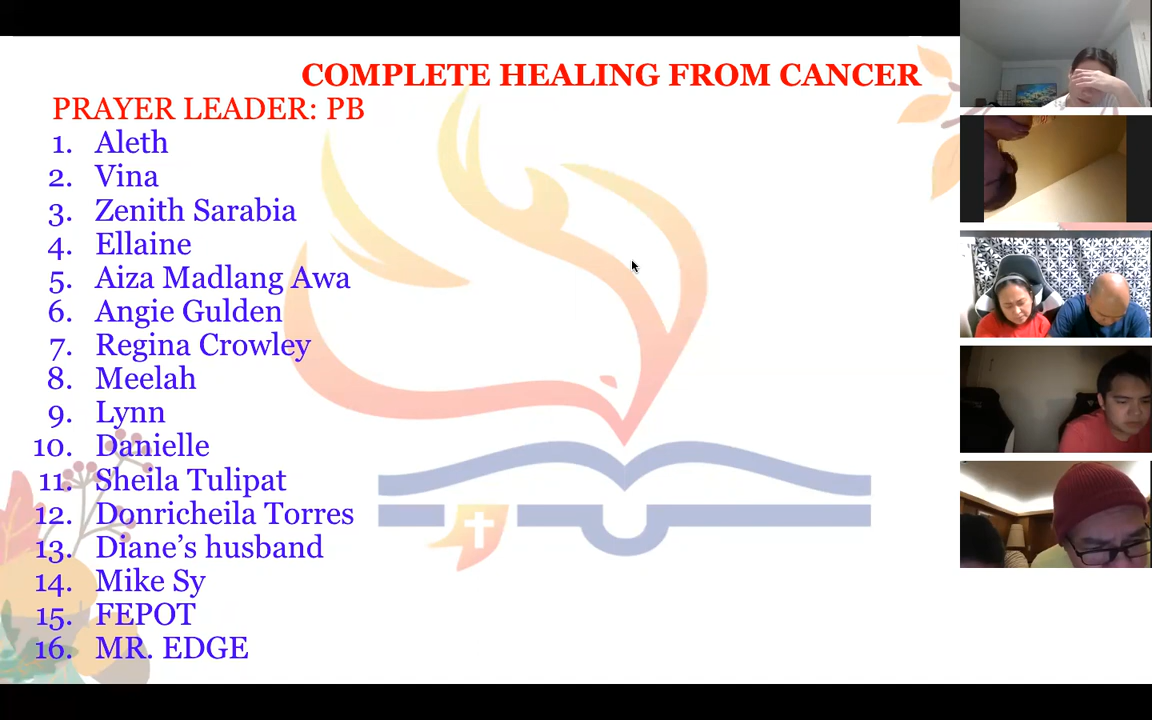 COMPLETE HEALING FROM CANCER
PRAYER LEADER: PB
1. Aleth
2. Vina
3. Zenith Sarabia
4. Ellaine
5. Aiza Madlang Awa
6. Angie Gulden
7. Regina Crowley
8. Meelah
9. Lynn
10. Danielle
11. Sheila Tulipat
12. Donricheila Torres
13. Diane’s husband
14. Mike Sy
15. FEPOT
16. MR. EDGE